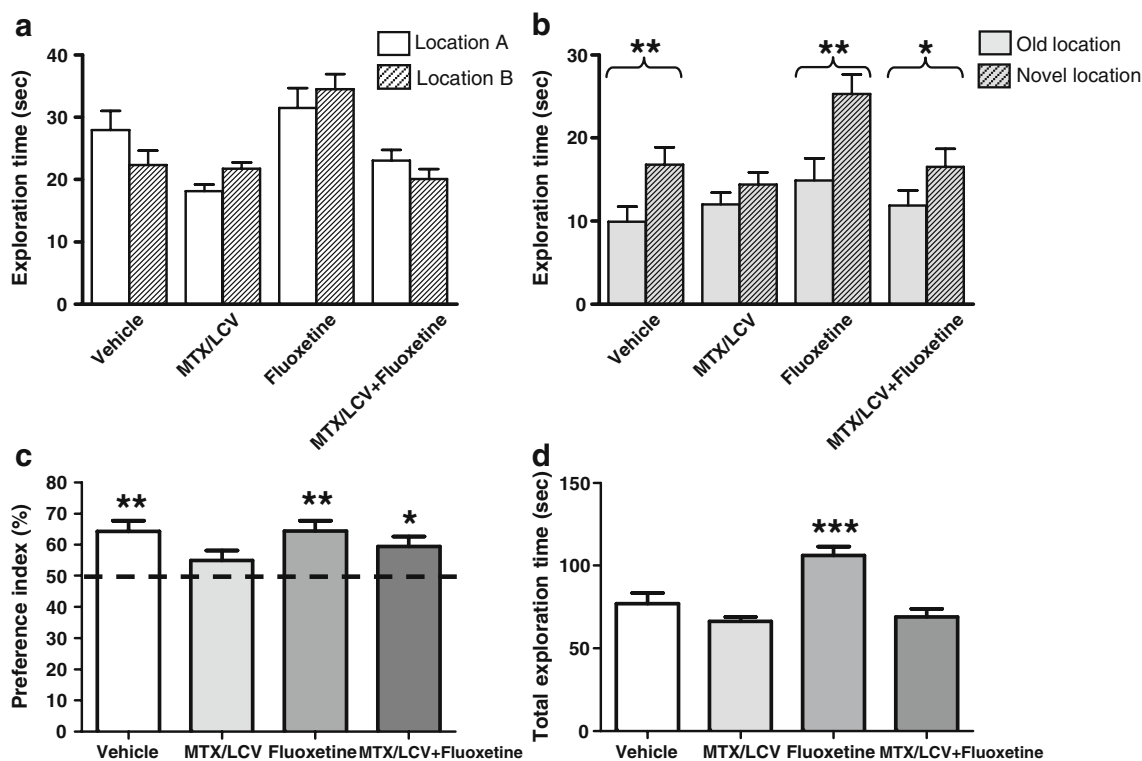 a
Location A
Location B
Exploration time (sec)
40
30
20
10
0
Vehicle
MTX/LCV
Fluoxetine
MTX/LCV+Fluoxetine
b
Old location
Novel location
Exploration time (sec)
30
20
10
0
**
**
*
Vehicle
MTX/LCV
Fluoxetine
MTX/LCV+Fluoxetine
c
Preference index (%)
80
70
60
50
40
30
20
10
0
**
**
*
Vehicle
MTX/LCV
Fluoxetine
MTX/LCV+Fluoxetine
d
Total exploration time (sec)
150
100
50
0
***
Vehicle
MTX/LCV
Fluoxetine
MTX/LCV+Fluoxetine